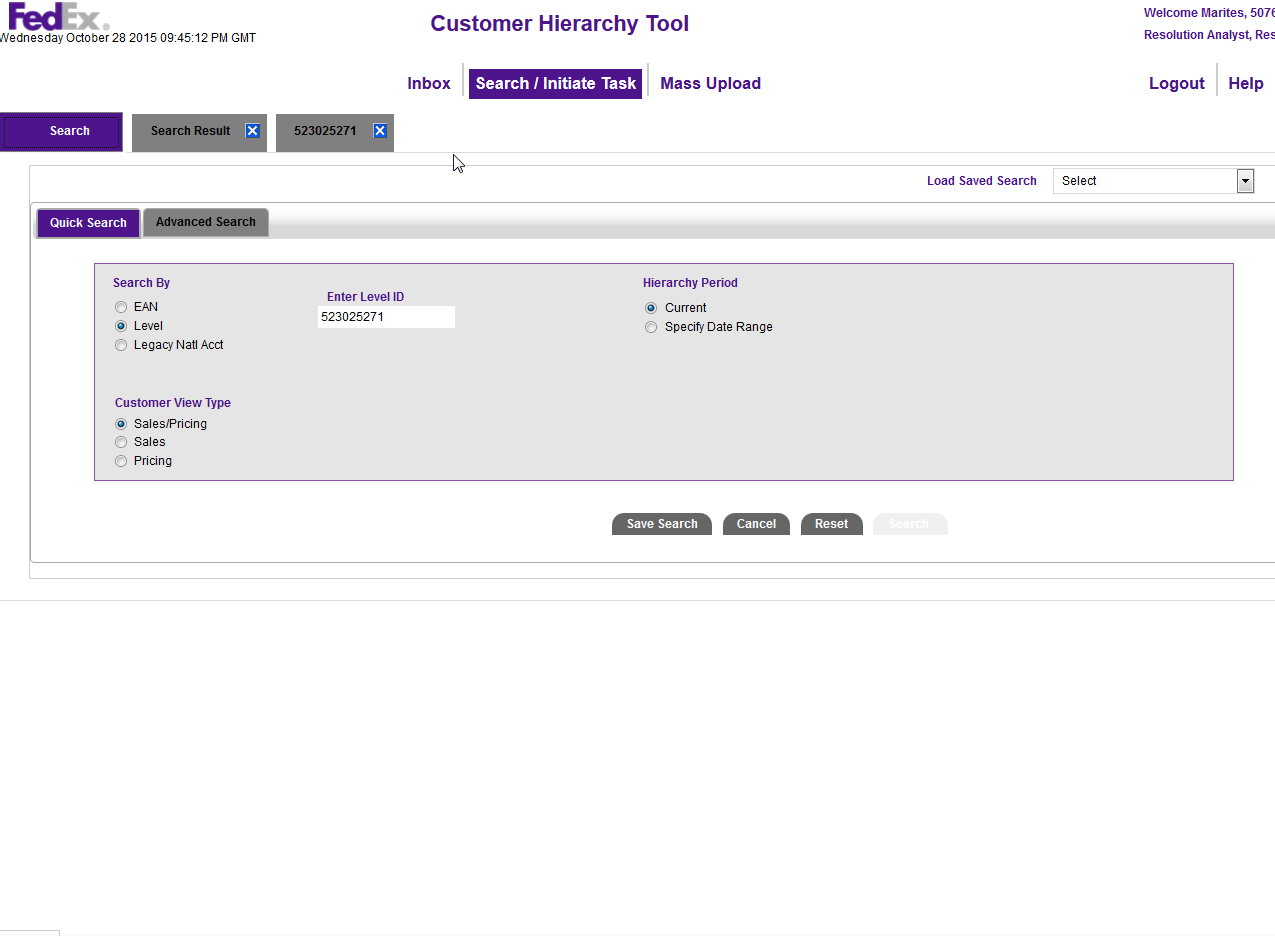 FedEx®
Wednesday October 28 2015 09:45:12 PM GMT
Customer Hierarchy Tool
Welcome Marites, 5076
Resolution Analyst, Res
Inbox Search / Initiate Task Mass Upload Logout Help
Search Search Result 523025271
Load Saved Search Select
Quick Search Advanced Search
Search By Hierarchy Period
Enter Level ID
EAN Current
523025271
Level Specify Date Range
Legacy Natl Acct
Customer View Type
Sales/Pricing
Sales
Pricing
Save Search Cancel Reset Search